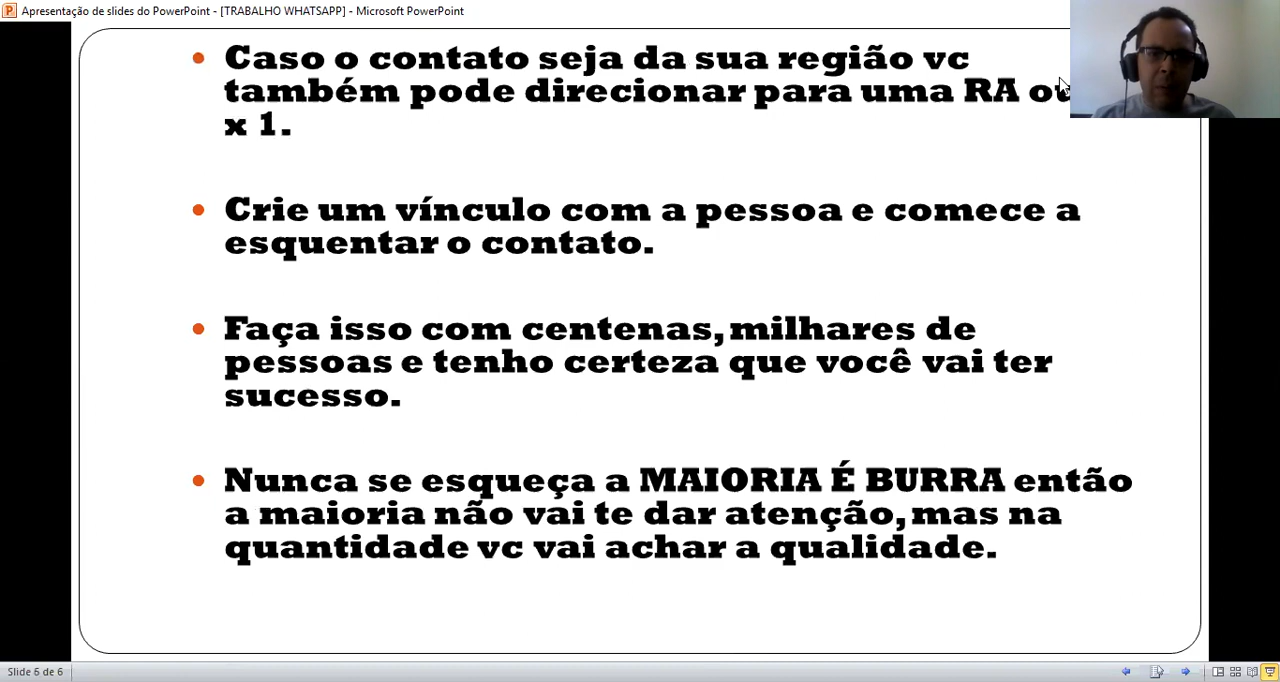 Apresentação de slides do PowerPoint - [TRABALHO WHATSAPP] - Microsoft PowerPoint
Caso o contato seja da sua região vc
também pode direcionar para uma RA
x 1.
Crie um vínculo com a pessoa e comece a
esquentar o contato.
Faça isso com centenas,milhares de
pessoas e tenho certeza que você vai ter
sucesso.
Nunca se esqueça a MAIORIA É BURRA então
a maioria não vai te dar atenção,mas na
quantidade vc vai achar a qualidade.
Slide 6 de 6